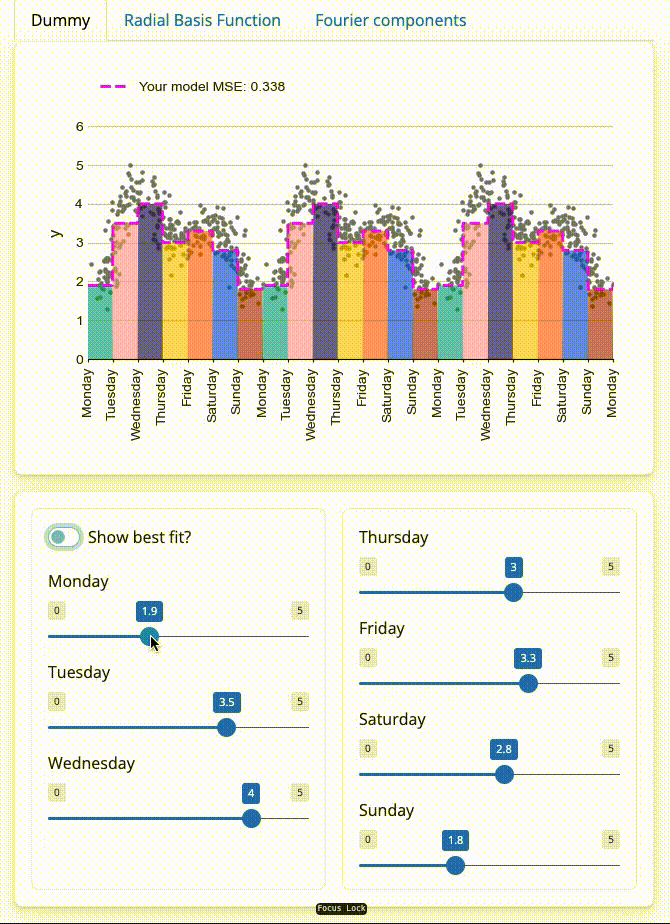 Dummy Radial Basis Function Fourier components
Your model MSE: 0.338
6
5
4
3
2
1
0
y
Monday Tuesday Wednesday Thursday Friday Saturday Sunday Monday Tuesday Wednesday Thursday Friday Saturday Sunday Monday Tuesday Wednesday Thursday Friday Saturday Sunday Monday
Show best fit?
Monday
0 1.9 5
Tuesday
0 3.5 5
Wednesday
0 4 5
Thursday
0 3 5
Friday
0 3.3 5
Saturday
0 2.8 5
Sunday
0 1.8 5
Focus Lock